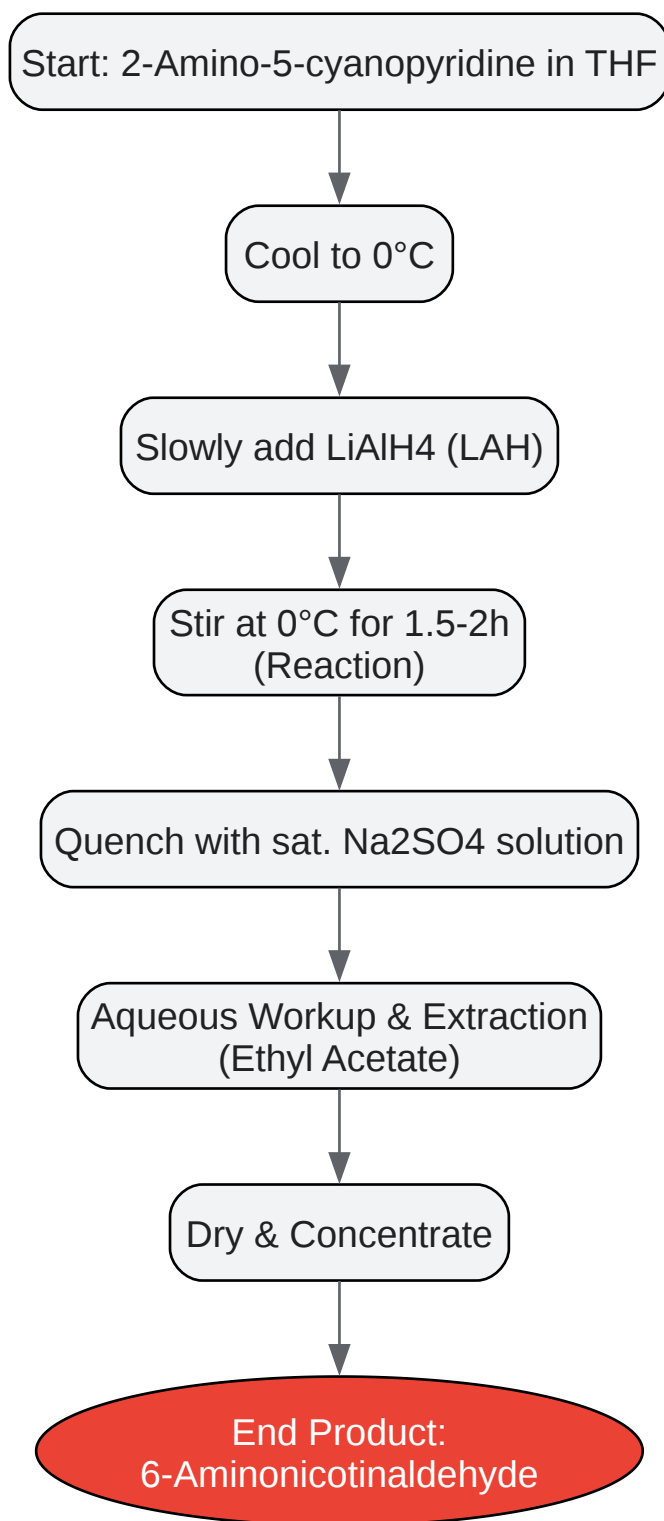 Start: 2-Amino-5-cyanopyridine in THF
Cool to 0°C
Slowly add LiAlH4 (LAH)
Stir at 0°C for 1.5-2h
(Reaction)
Quench with sat. Na2SO4 solution
Aqueous Workup & Extraction
(Ethyl Acetate)
Dry & Concentrate
End Product:
6-Aminonicotinaldehyde